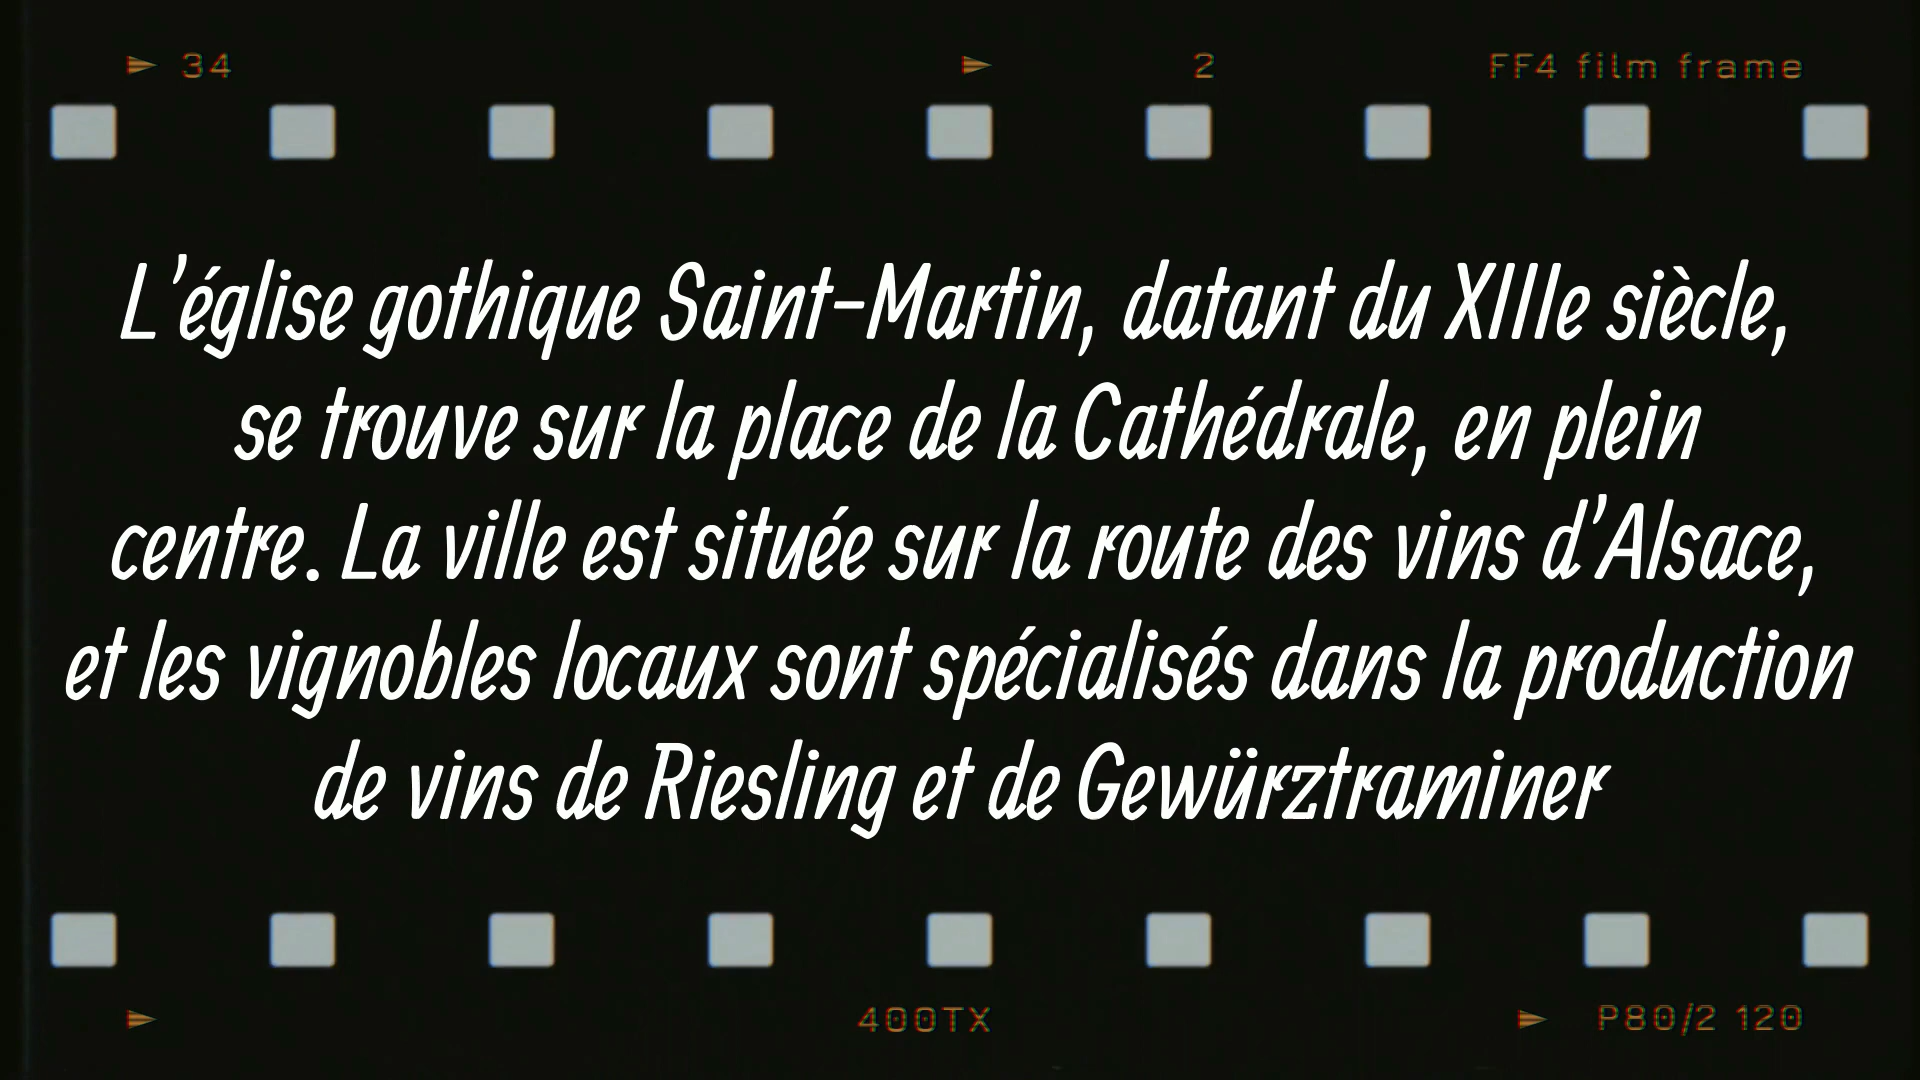 ► 34 ► 2 FF4 film frame
L'église gothique Saint-Martin, datant du XIIIe siècle,
se trouve sur la place de la Cathédrale, en plein
centre. La ville est située sur la route des vins d'Alsace,
et les vignobles locaux sont spécialisés dans la production
de vins de Riesling et de Gewürztraminer
► 400TX ► P80/2 120